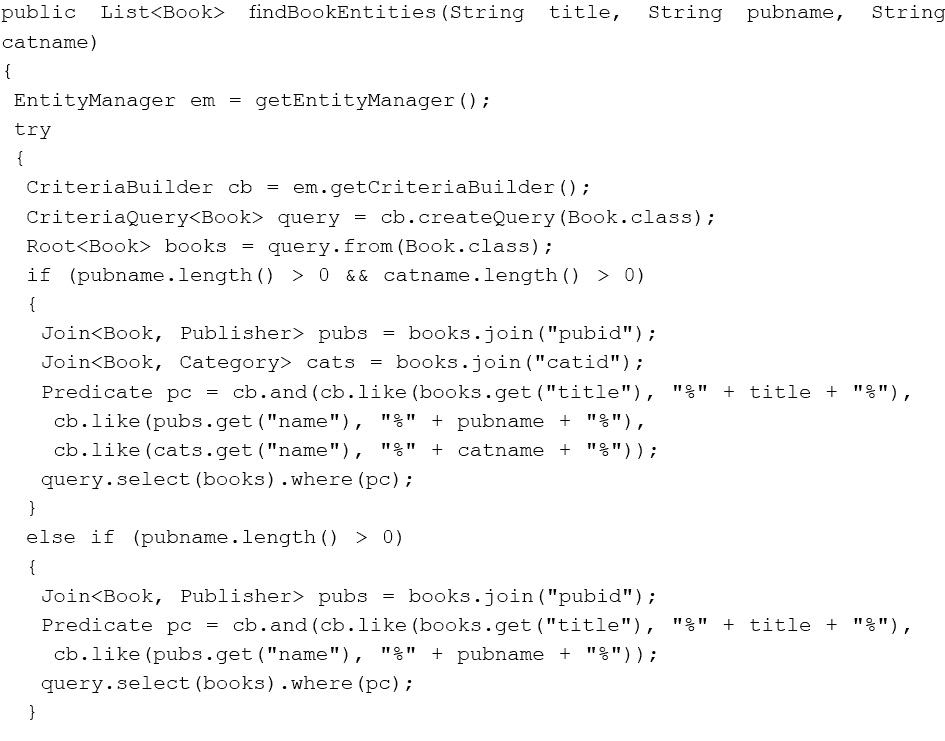 public List<Book> findBookEntities(String title, String pubname, String
catname)
{
 EntityManager em = getEntityManager();
 try
 {
  CriteriaBuilder cb = em.getCriteriaBuilder();
  CriteriaQuery<Book> query = cb.createQuery(Book.class);
  Root<Book> books = query.from(Book.class);
  if (pubname.length() > 0 && catname.length() > 0)
  {
   Join<Book, Publisher> pubs = books.join("pubid");
   Join<Book, Category> cats = books.join("catid");
   Predicate pc = cb.and(cb.like(books.get("title"), "%" + title + "%"),
    cb.like(pubs.get("name"), "%" + pubname + "%"),
    cb.like(cats.get("name"), "%" + catname + "%"));
   query.select(books).where(pc);
  }
  else if (pubname.length() > 0)
  {
   Join<Book, Publisher> pubs = books.join("pubid");
   Predicate pc = cb.and(cb.like(books.get("title"), "%" + title + "%"),
    cb.like(pubs.get("name"), "%" + pubname + "%"));
   query.select(books).where(pc);
  }